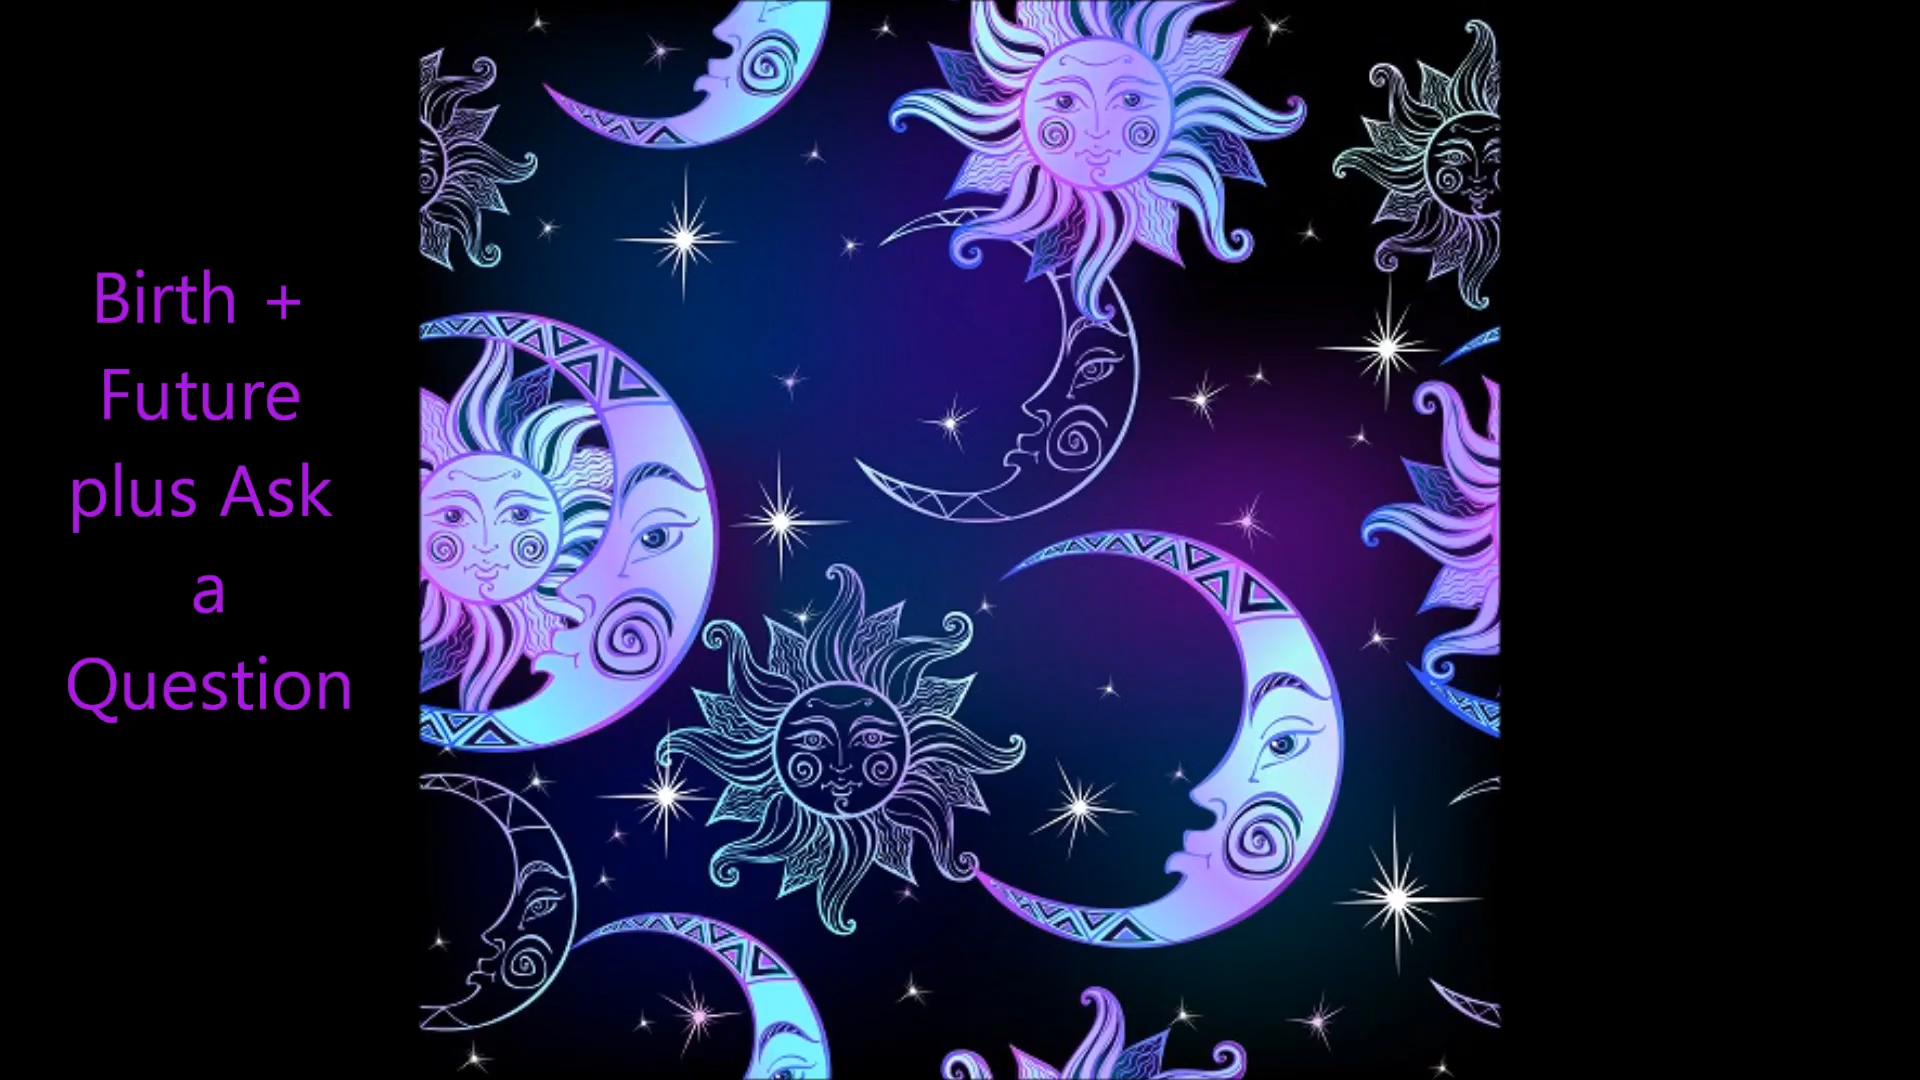 Birth +
Future
plus Ask
a
Question